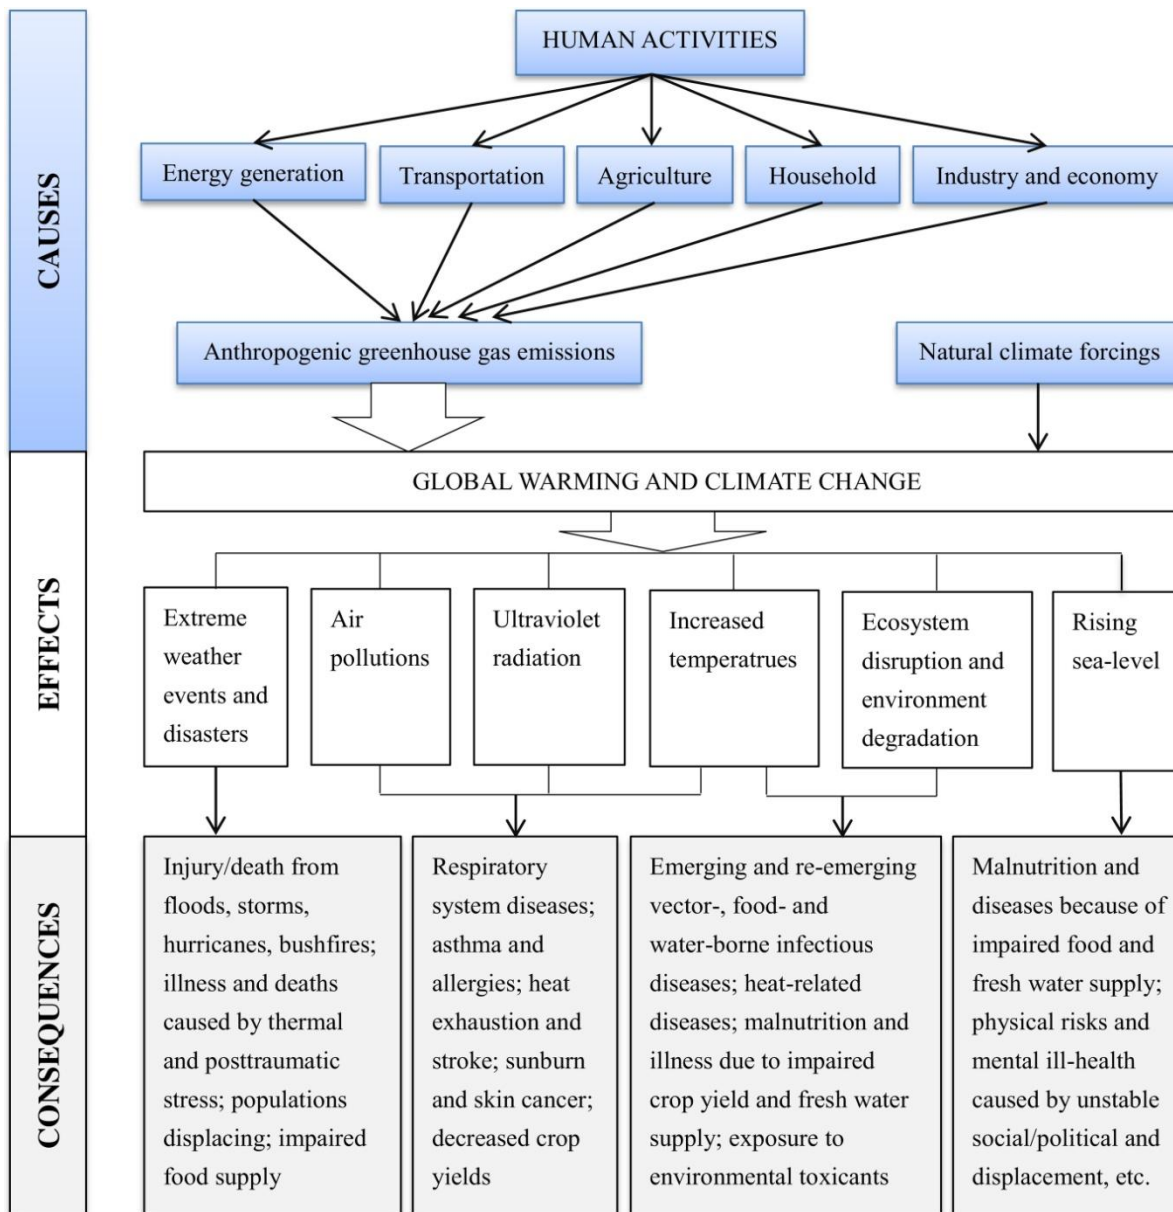 HUMAN ACTIVITIES
CAUSES
Energy generation
Transportation
Agriculture
Household
Industry and economy
Anthropogenic greenhouse gas emissions
Natural climate forcings
EFFECTS
GLOBAL WARMING AND CLIMATE CHANGE
Extreme
weather
events and
disasters
Air
pollutions
Ultraviolet
radiation
Increased
temperatrues
Ecosystem
disruption and
environment
degradation
Rising
sea-level
CONSEQUENCES
Injury/death from
floods, storms,
hurricanes, bushfires;
illness and deaths
caused by thermal
and posttraumatic
stress; populations
displacing; impaired
food supply
Respiratory
system diseases;
asthma and
allergies; heat
exhaustion and
stroke; sunburn
and skin cancer;
decreased crop
yields
Emerging and re-emerging
vector-, food- and
water-borne infectious
diseases; heat-related
diseases; malnutrition and
illness due to impaired
crop yield and fresh water
supply; exposure to
environmental toxicants
Malnutrition and
diseases because of
impaired food and
fresh water supply;
physical risks and
mental ill-health
caused by unstable
social/political and
displacement, etc.